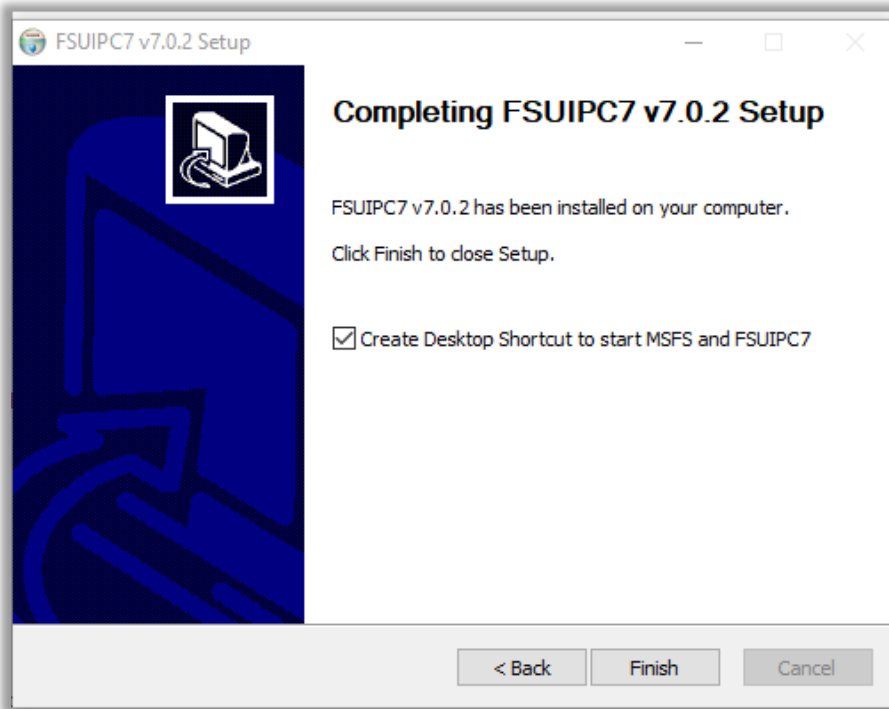 FSUIPC7 v7.0.2 Setup
Completing FSUIPC7 v7.0.2 Setup
FSUIPC7 v7.0.2 has been installed on your computer.
Click Finish to close Setup.
Create Desktop Shortcut to start MSFS and FSUIPC7
< Back Finish Cancel